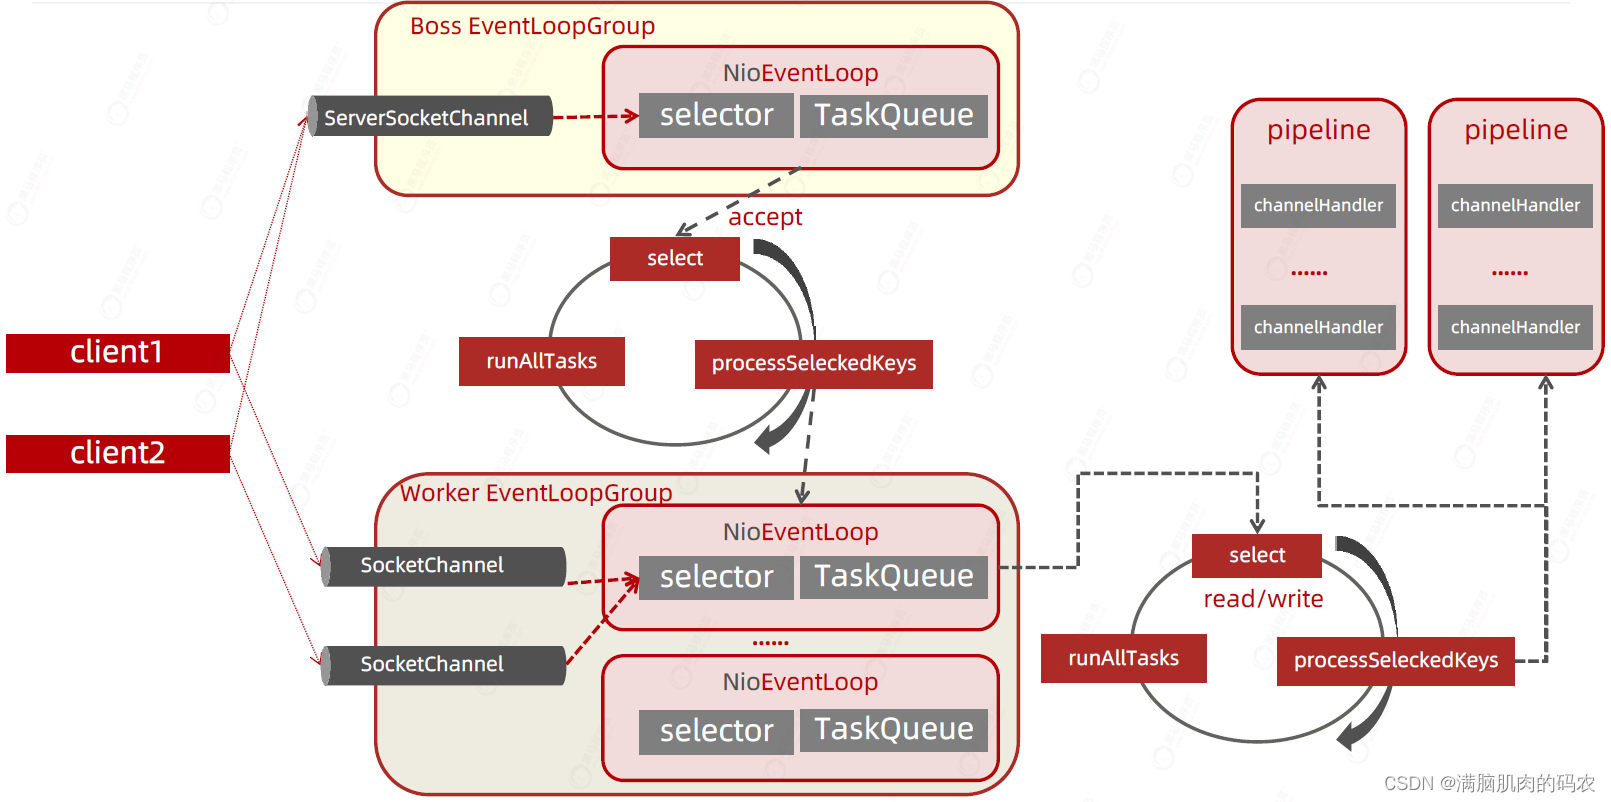 Boss EventLoopGroup
NioEventLoop
selector
TaskQueue
ServerSocketChannel
accept
select
runAllTasks
processSeleckedKeys
client1
client2
Worker EventLoopGroup
NioEventLoop
selector
TaskQueue
SocketChannel
SocketChannel
......
NioEventLoop
selector
TaskQueue
select
read/write
runAllTasks
processSeleckedKeys
pipeline
channelHandler
......
channelHandler
pipeline
channelHandler
......
channelHandler
CSDN @满脑肌肉的码农